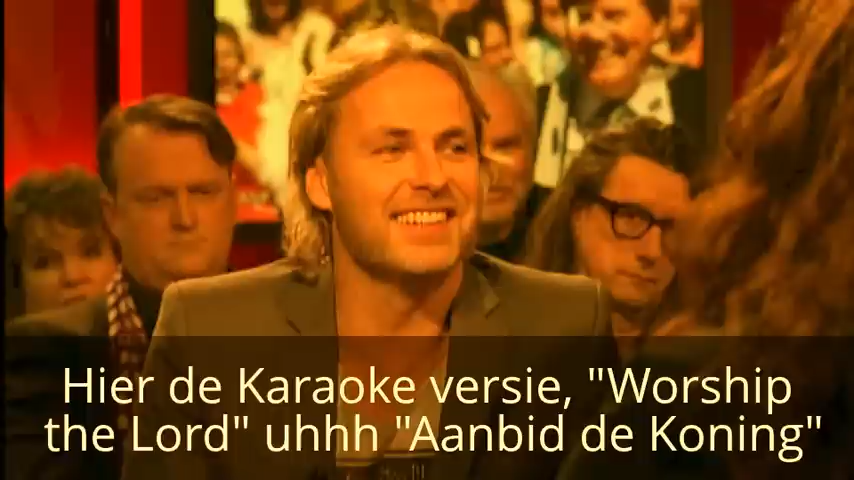 Hier de Karaoke versie, "Worship
the Lord" uhhh "Aanbid de Koning"